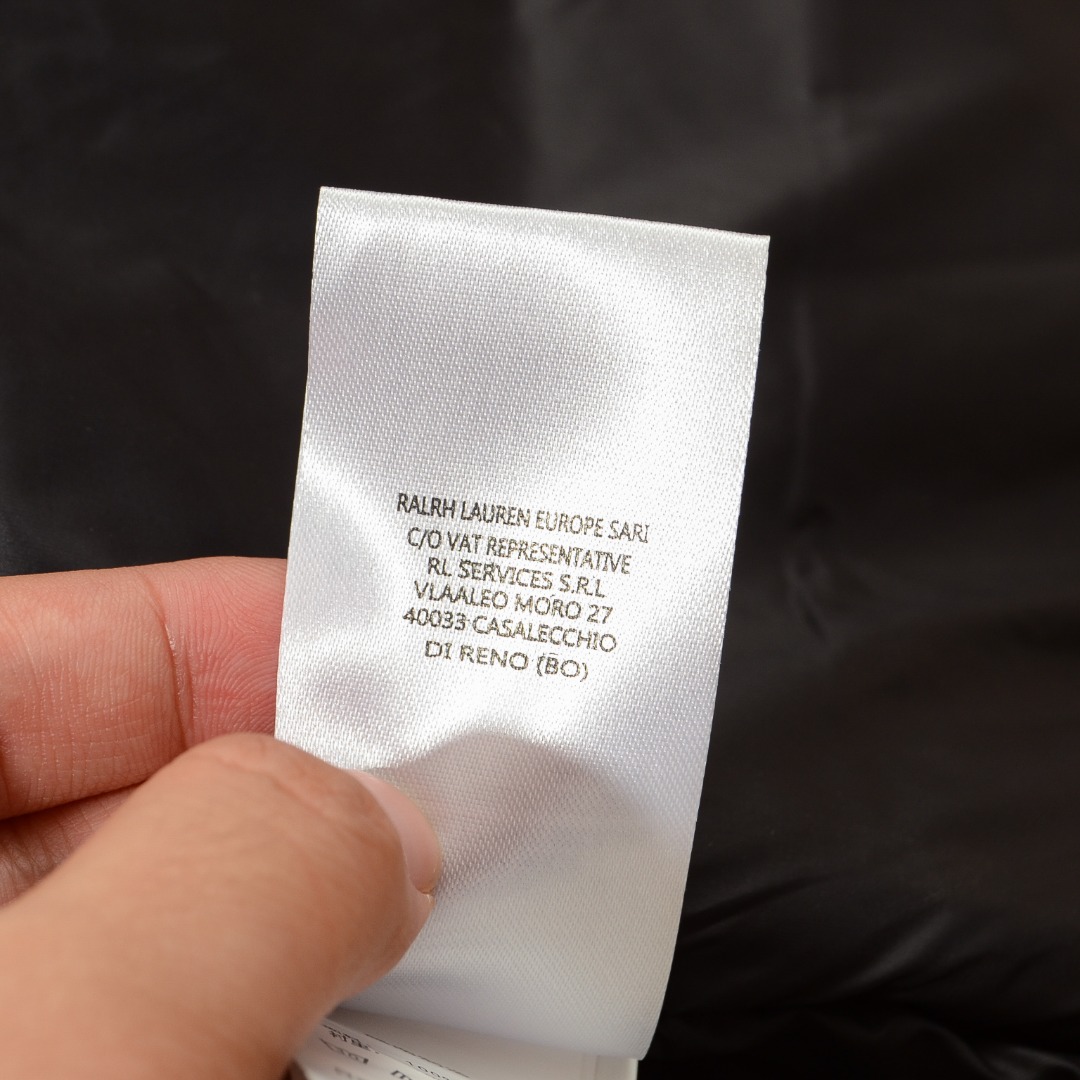 RALRH LAUREN EUROPE SARI
C/O VAT REPRESENTATIVE
RL SERVICES S.R.L
VLAALEO MORO 27
40033 CASALECCHIO
DI RENO (BO)